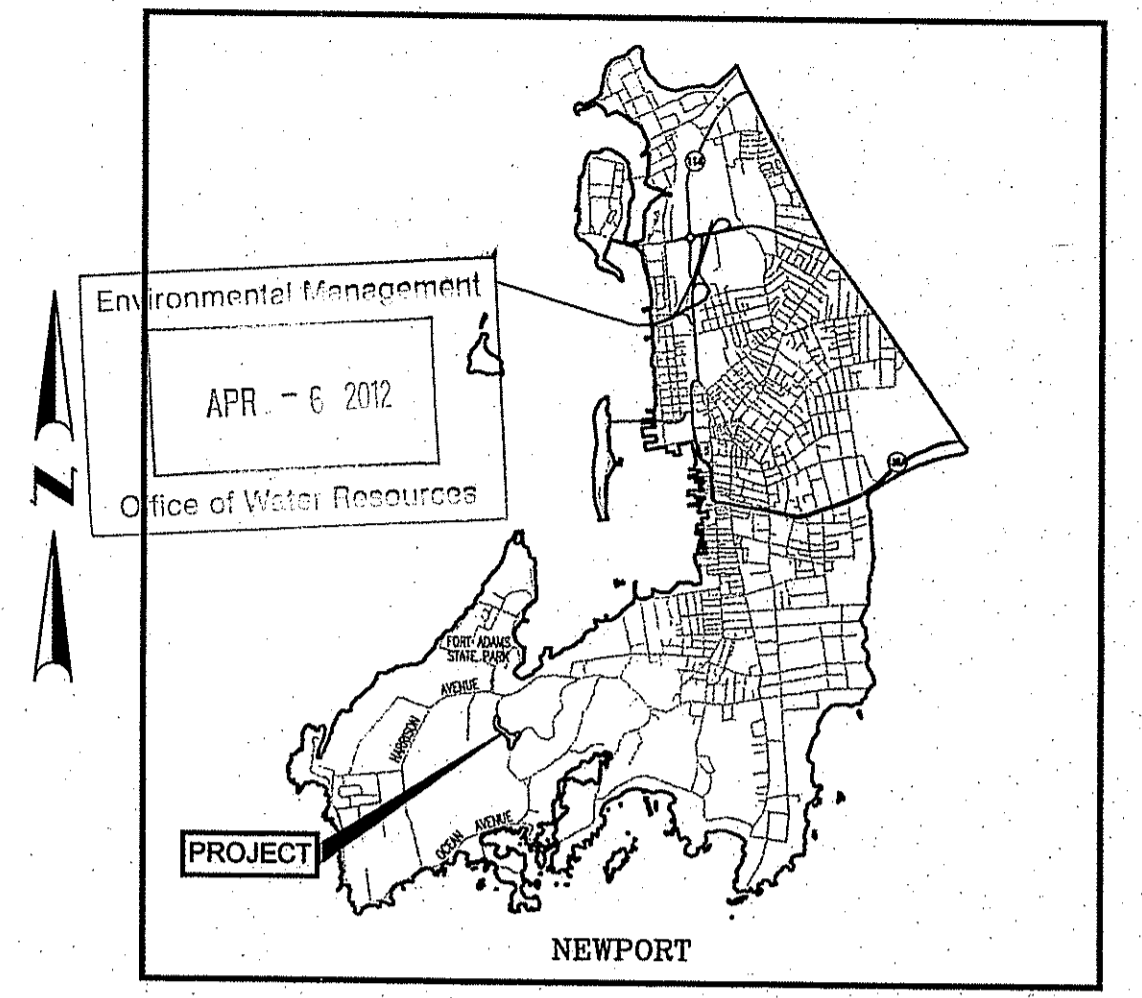 114
Environmental Management
APR - 6 2012
Office of Water Resources
N
FORT ADAMS
STATE PARK
AVENUE
HARRISON
OCEAN AVENUE
PROJECT
NEWPORT